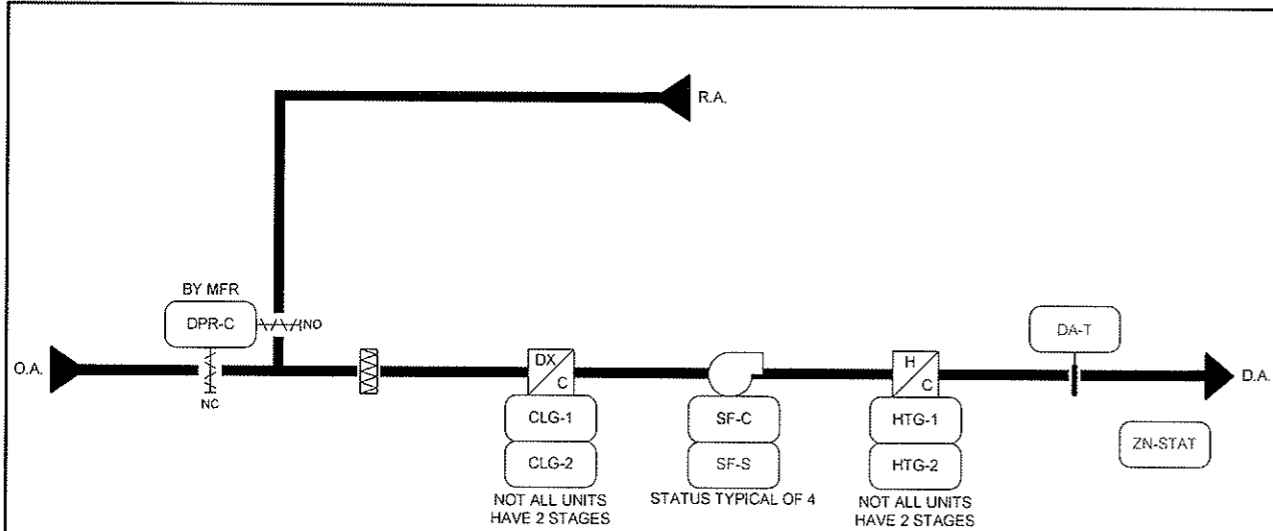 R.A.
BY MFR
DPR-C
NO
DA-T
O.A.
NC
DX
C
H
C
D.A.
CLG-1
SF-C
HTG-1
ZN-STAT
CLG-2
SF-S
HTG-2
NOT ALL UNITS
HAVE 2 STAGES
STATUS TYPICAL OF 4
NOT ALL UNITS
HAVE 2 STAGES